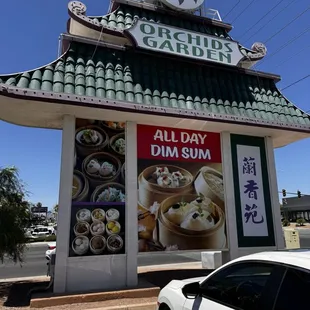 ORCHIDS
GARDEN
ALL DAY
DIM SUM
蘭
香
苑